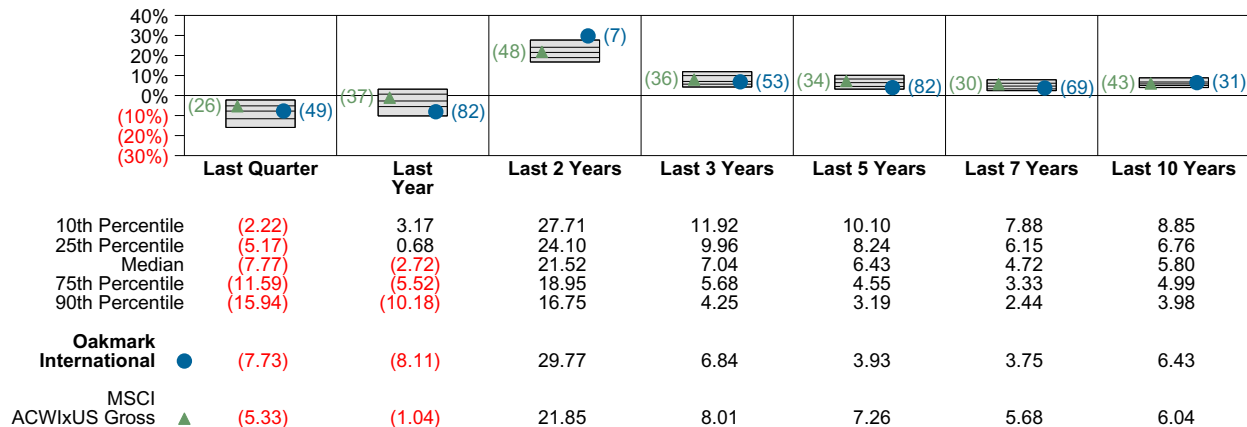 40%
30%
20%
10%
0%
(10%)
(20%)
(30%)
(26) (49)
(37) (82)
(48) (7)
(36) (53)
(34) (82)
(30) (69)
(43) (31)
Last Quarter Last Year Last 2 Years Last 3 Years Last 5 Years Last 7 Years Last 10 Years
10th Percentile (2.22) 3.17 27.71 11.92 10.10 7.88 8.85
25th Percentile (5.17) 0.68 24.10 9.96 8.24 6.15 6.76
Median (7.77) (2.72) 21.52 7.04 6.43 4.72 5.80
75th Percentile (11.59) (5.52) 18.95 5.68 4.55 3.33 4.99
90th Percentile (15.94) (10.18) 16.75 4.25 3.19 2.44 3.98
Oakmark
International (7.73) (8.11) 29.77 6.84 3.93 3.75 6.43
MSCI
ACWIxUS Gross (5.33) (1.04) 21.85 8.01 7.26 5.68 6.04